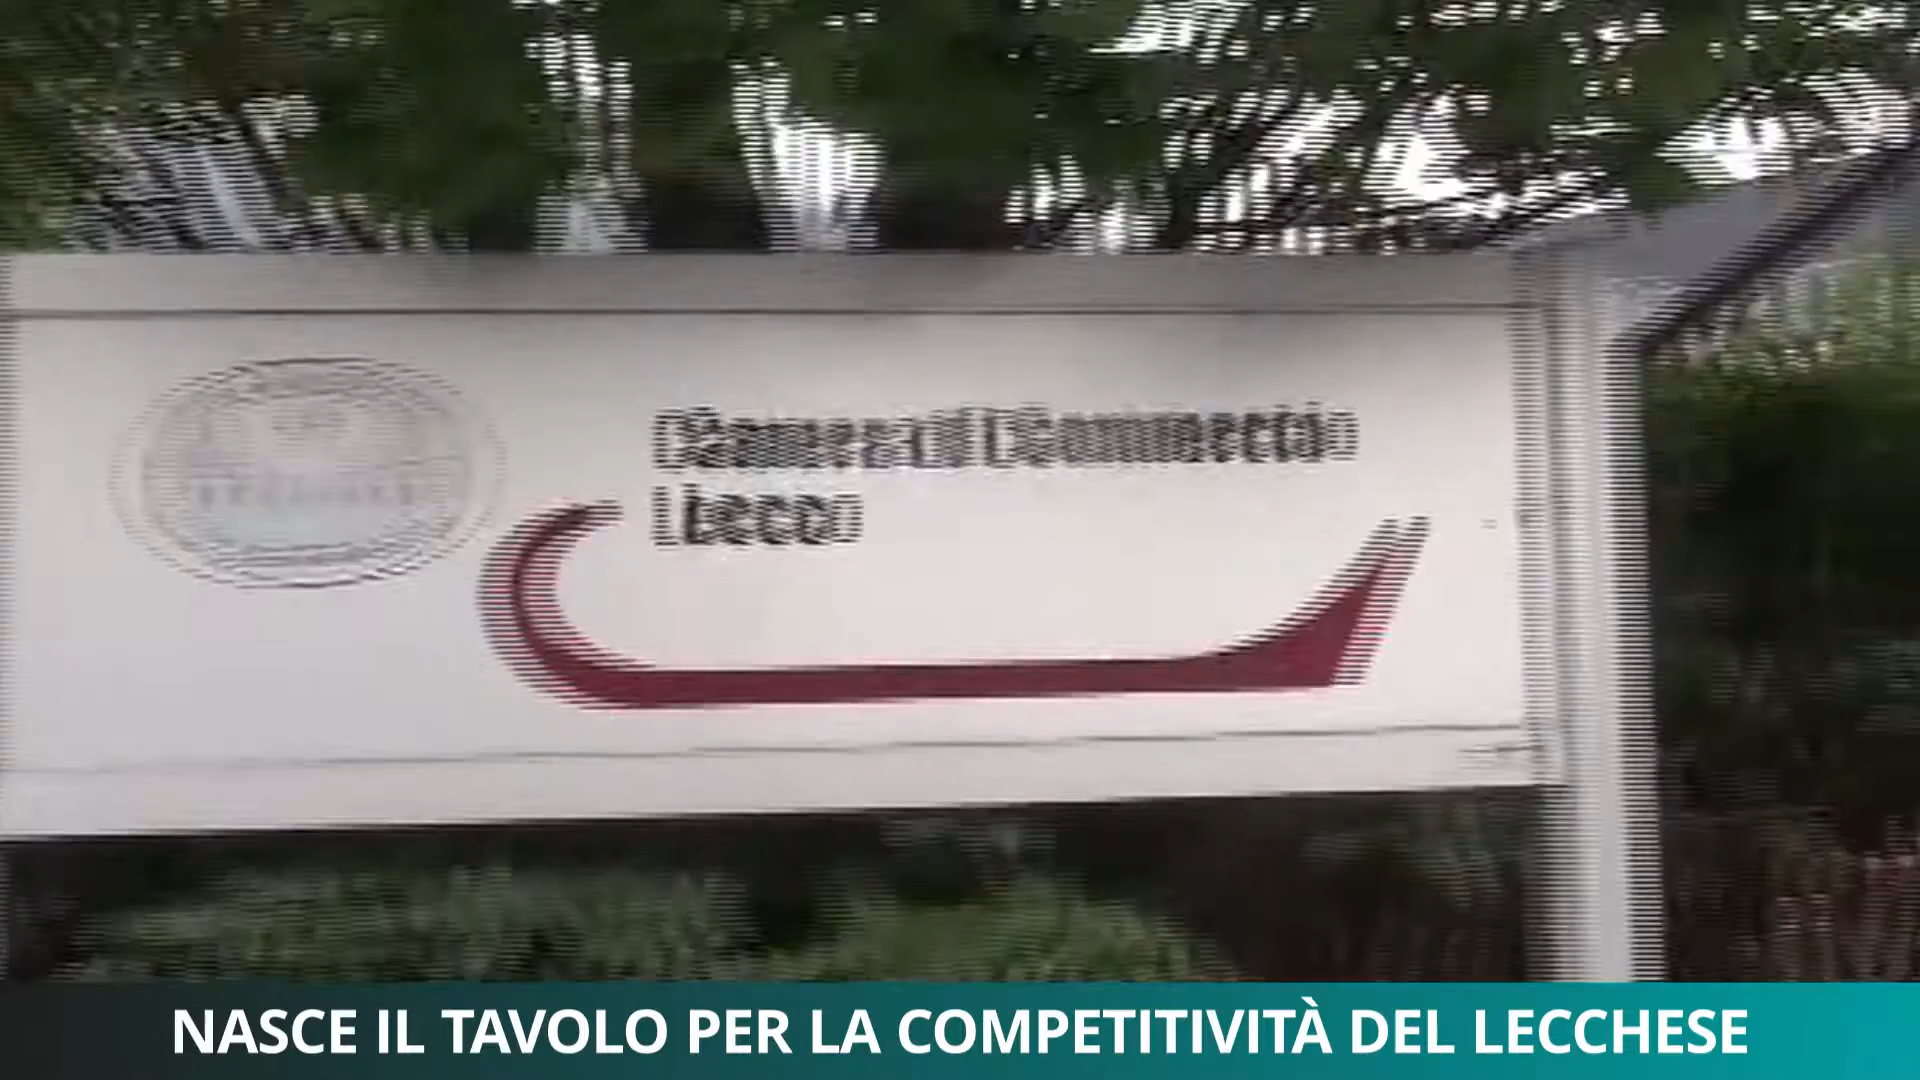 Camera di Commercio
Lecco
NASCE IL TAVOLO PER LA COMPETITIVITÀ DEL LECCHESE